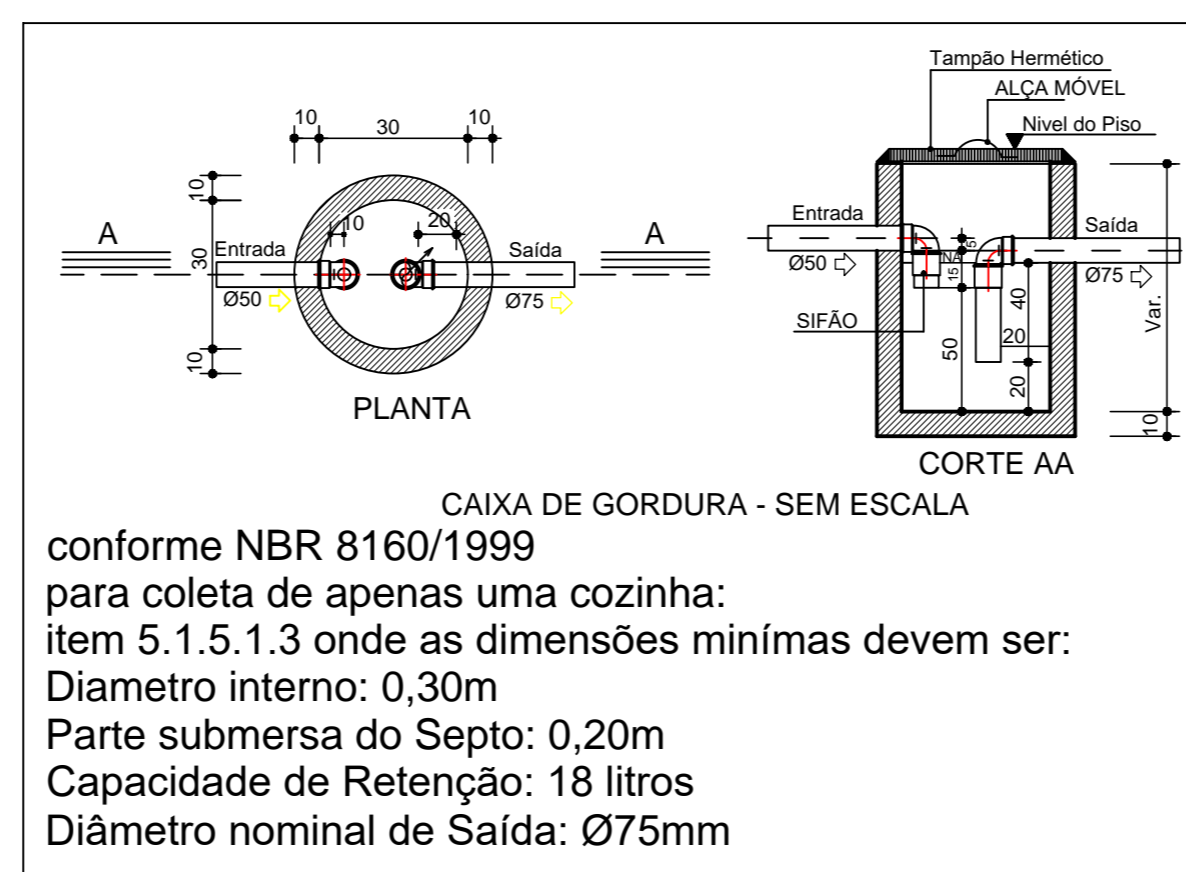 10
30
10
10
30
10
A
Entrada
Ø50
10
20
Saída
Ø75
A
PLANTA
Tampão Hermético
ALÇA MÓVEL
Nivel do Piso
Entrada
Ø50
SIFÃO
5
NA
15
50
40
20
20
Saída
Ø75
Var.
10
CORTE AA
CAIXA DE GORDURA - SEM ESCALA
conforme NBR 8160/1999
para coleta de apenas uma cozinha:
item 5.1.5.1.3 onde as dimensões minímas devem ser:
Diametro interno: 0,30m
Parte submersa do Septo: 0,20m
Capacidade de Retenção: 18 litros
Diâmetro nominal de Saída: Ø75mm